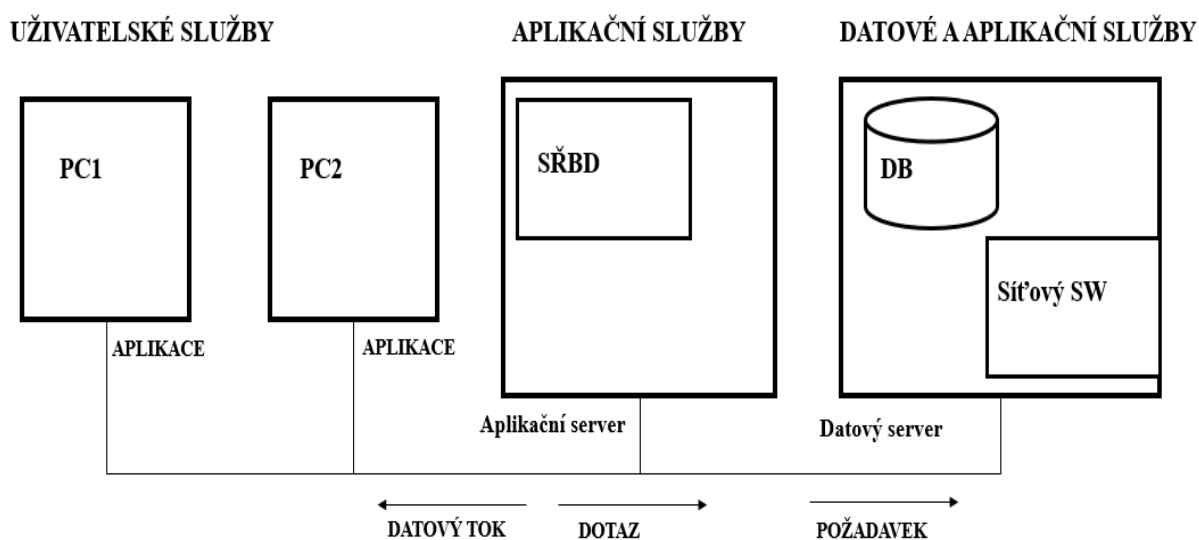 UŽIVATELSKÉ SLUŽBY
APLIKAČNÍ SLUŽBY
DATOVÉ A APLIKAČNÍ SLUŽBY
PC1
PC2
SŘBD
DB
Síťový SW
APLIKACE
APLIKACE
Aplikační server
Datový server
DATOVÝ TOK
DOTAZ
POŽADAVEK